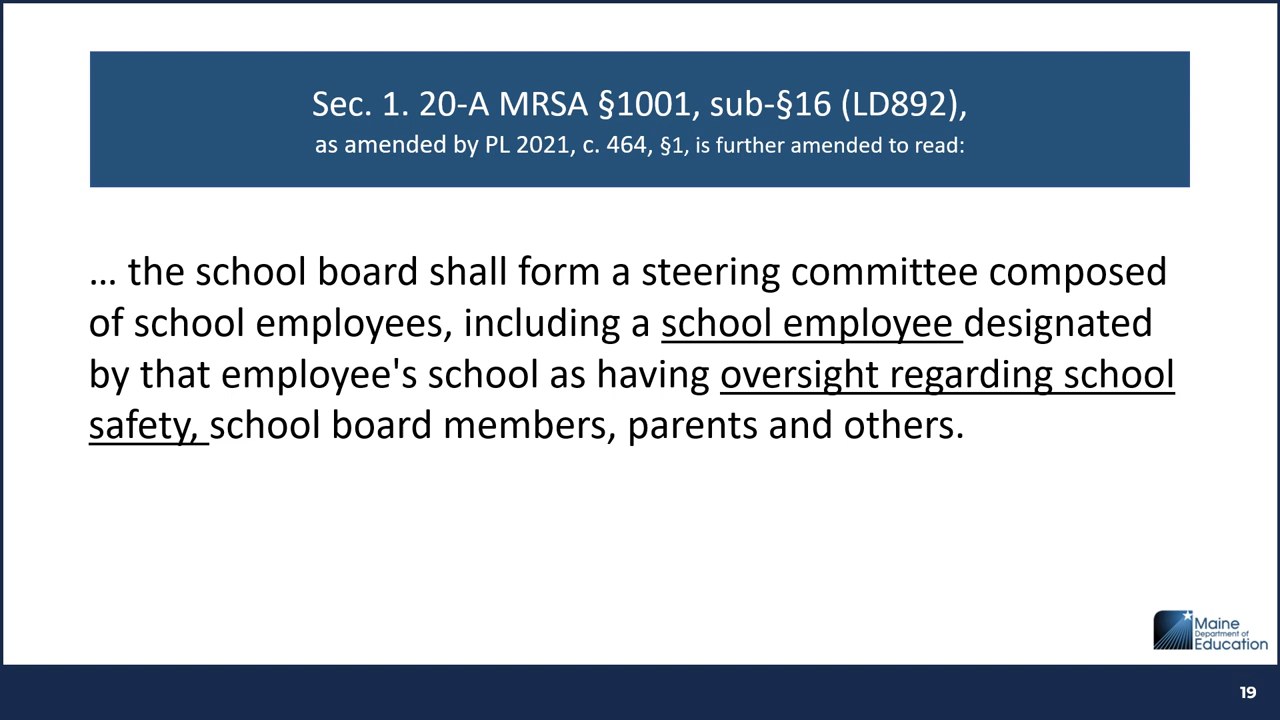 Sec. 1. 20-A MRSA §1001, sub-§16 (LD892),
as amended by PL 2021, c. 464, §1, is further amended to read:
... the school board shall form a steering committee composed
of school employees, including a school employee designated
by that employee's school as having oversight regarding school
safety, school board members, parents and others.
Maine
Department of
Education
19